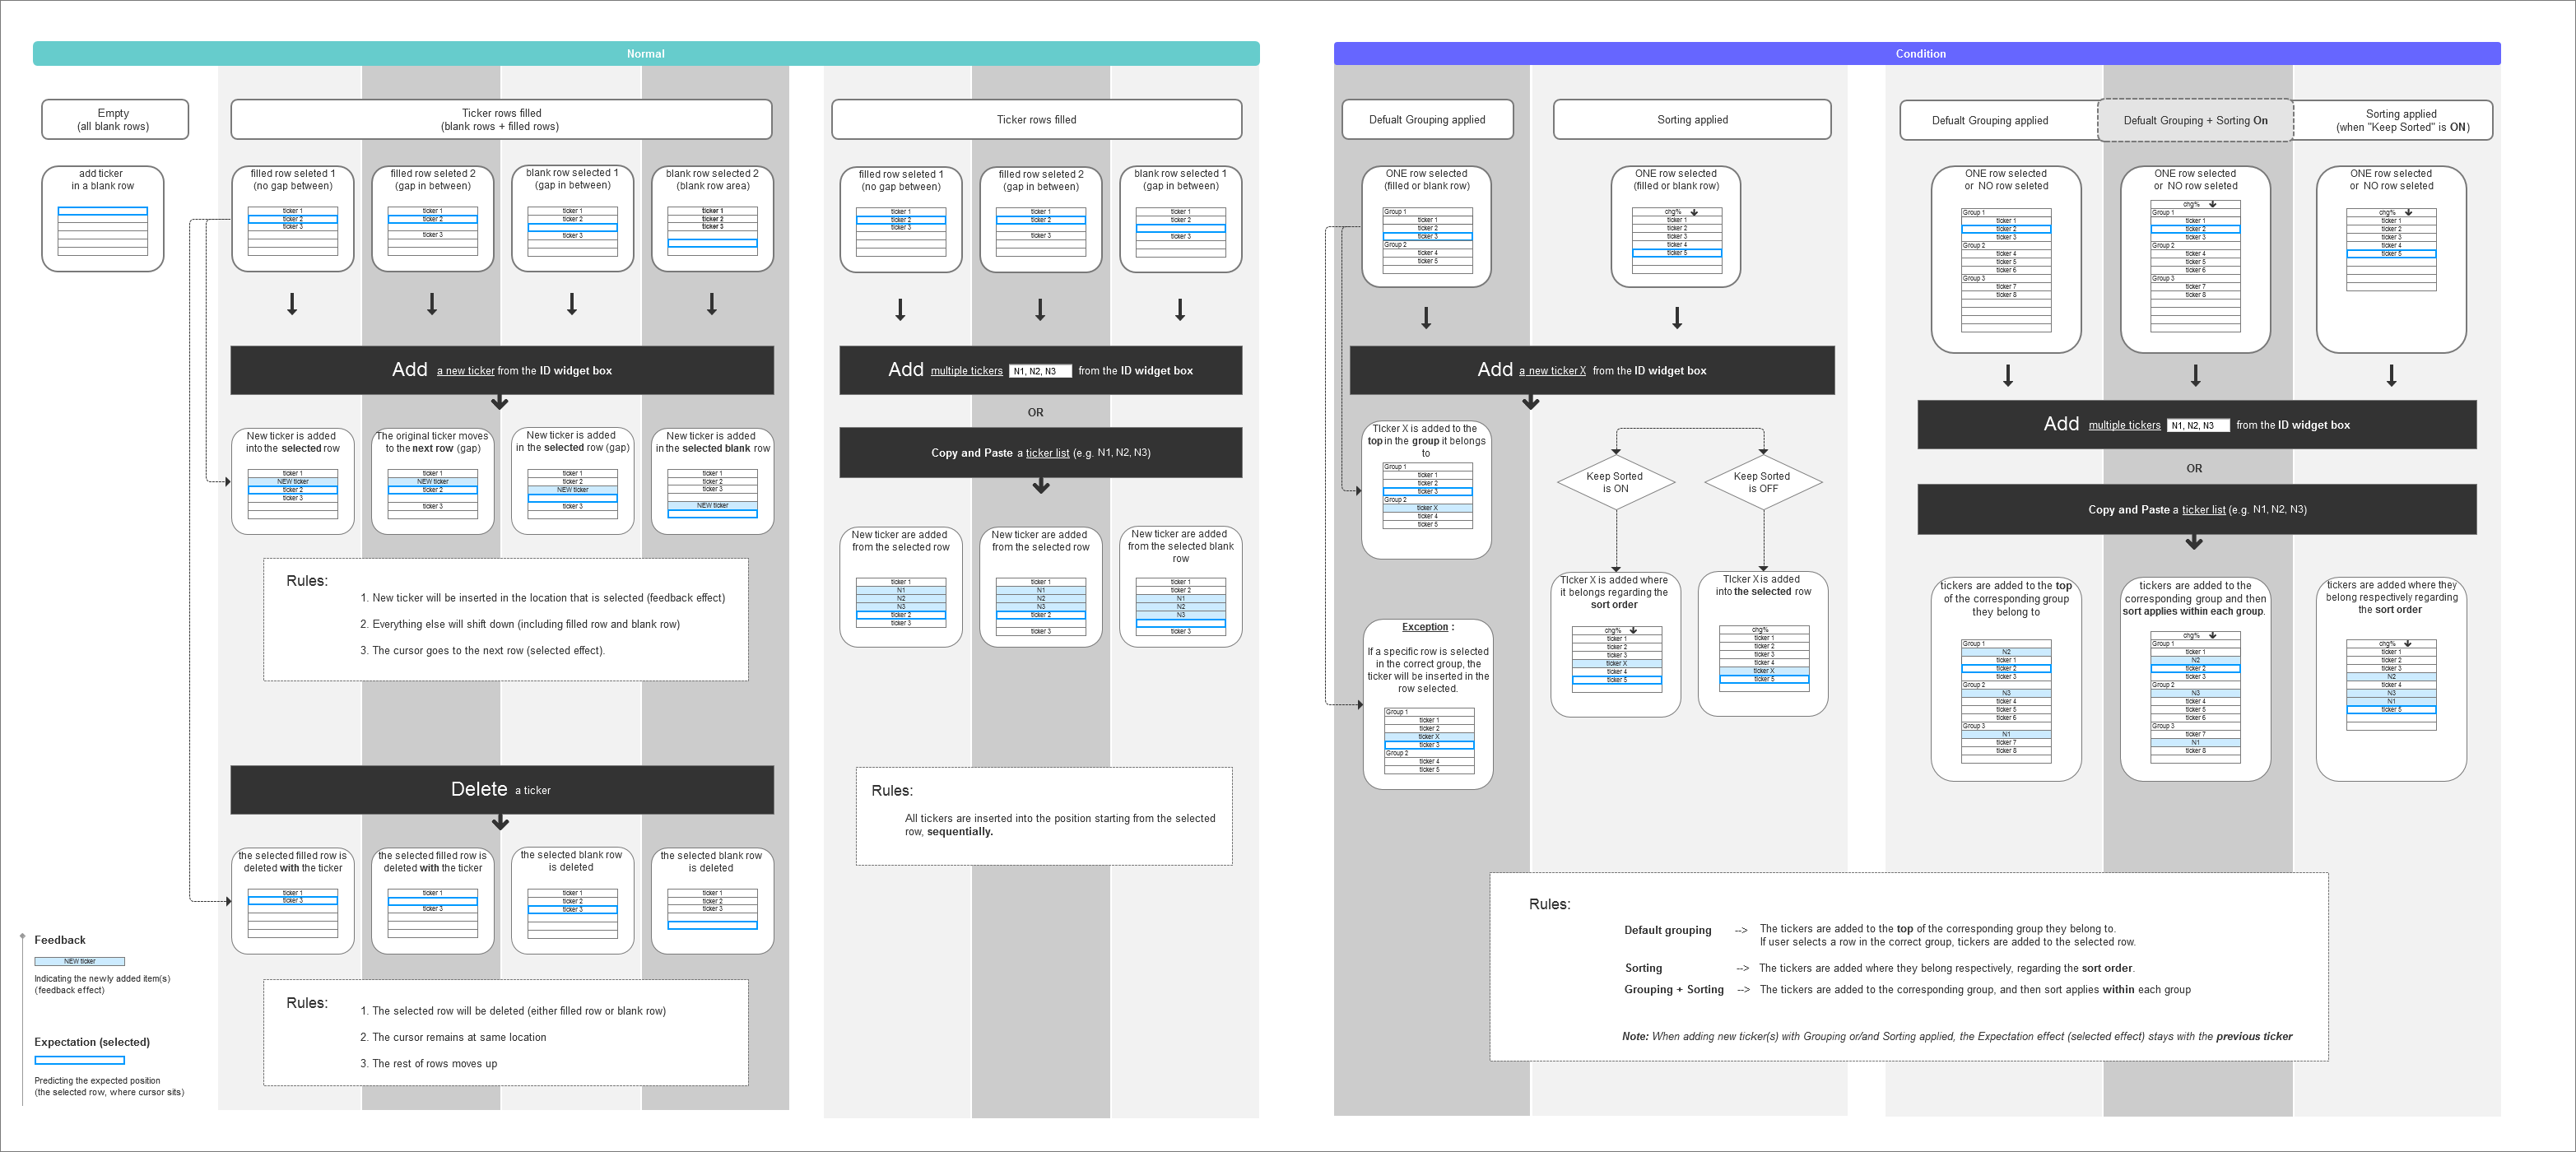 Normal
Empty
(all blank rows)
Ticker rows filled
(blank rows + filled rows)
add ticker
in a blank row
filled row seleted 1
(no gap between)
ticker 1
ticker 2
ticker 3
filled row seleted 2
(gap in between)
ticker 1
ticker 2
ticker 3
blank row selected 1
(gap in between)
ticker 1
ticker 2
ticker 3
blank row selected 2
(blank row area)
ticker 1
ticker 2
ticker 3
Add a new ticker from the ID widget box
New ticker is added
into the selected row
ticker 1
NEW ticker
ticker 2
ticker 3
The original ticker moves
to the next row (gap)
ticker 1
NEW ticker
ticker 2
ticker 3
New ticker is added
in the selected row (gap)
ticker 1
ticker 2
NEW ticker
ticker 3
New ticker is added
in the selected blank row
ticker 1
ticker 2
ticker 3
NEW ticker
Rules:
1. New ticker will be inserted in the location that is selected (feedback effect)
2. Everything else will shift down (including filled row and blank row)
3. The cursor goes to the next row (selected effect).
Delete a ticker
the selected filled row is
deleted with the ticker
ticker 1
ticker 3
the selected filled row is
deleted with the ticker
ticker 1
ticker 3
the selected blank row
is deleted
ticker 1
ticker 2
ticker 3
the selected blank row
is deleted
ticker 1
ticker 2
ticker 3
Rules:
1. The selected row will be deleted (either filled row or blank row)
2. The cursor remains at same location
3. The rest of rows moves up
Feedback
NEW ticker
Indicating the newly added item(s)
(feedback effect)
Expectation (selected)
Predicting the expected position
(the selected row, where cursor sits)
Ticker rows filled
filled row seleted 1
(no gap between)
ticker 1
ticker 2
ticker 3
filled row seleted 2
(gap in between)
ticker 1
ticker 2
ticker 3
blank row seleted 1
(gap in between)
ticker 1
ticker 2
ticker 3
Add multiple tickers N1, N2, N3 from the ID widget box
OR
Copy and Paste a ticker list (e.g. N1, N2, N3)
New ticker are added
from the selected row
ticker 1
N1
N2
N3
ticker 2
ticker 3
New ticker are added
from the selected row
ticker 1
N1
N2
N3
ticker 2
ticker 3
New ticker are added
from the selected blank
row
ticker 1
ticker 2
N1
N2
N3
ticker 3
Rules:
All tickers are inserted into the position starting from the selected
row, sequentially.
Condition
Defualt Grouping applied
Sorting applied
ONE row selected
(filled or blank row)
Group 1
ticker 1
ticker 2
ticker 3
Group 2
ticker 4
ticker 5
ONE row selected
(filled or blank row)
chg%
ticker 1
ticker 2
ticker 3
ticker 4
ticker 5
Add a new ticker X from the ID widget box
TIcker X is added to the
top in the group it belongs
to
Group 1
ticker 1
ticker 2
ticker 3
Group 2
ticker X
ticker 4
ticker 5
Keep Sorted
is ON
Keep Sorted
is OFF
Exception :
If a specific row is selected
in the correct group, the
ticker will be inserted in the
row selected.
Group 1
ticker 1
ticker 2
ticker X
ticker 3
Group 2
ticker 4
ticker 5
TIcker X is added where
it belongs regarding the
sort order
chg%
ticker 1
ticker 2
ticker 3
ticker X
ticker 4
ticker 5
TIcker X is added
into the selected row
chg%
ticker 1
ticker 2
ticker 3
ticker 4
ticker X
ticker 5
Defualt Grouping applied
Defualt Grouping + Sorting On
Sorting applied
(when "Keep Sorted" is ON)
ONE row selected
or NO row seleted
Group 1
ticker 1
ticker 2
ticker 3
Group 2
ticker 4
ticker 5
ticker 6
Group 3
ticker 7
ticker 8
ONE row selected
or NO row seleted
chg%
Group 1
ticker 1
ticker 2
ticker 3
Group 2
ticker 4
ticker 5
ticker 6
Group 3
ticker 7
ticker 8
ONE row selected
or NO row seleted
chg%
ticker 1
ticker 2
ticker 3
ticker 4
ticker 5
Add multiple tickers N1, N2, N3 from the ID widget box
OR
Copy and Paste a ticker list (e.g. N1, N2, N3)
tickers are added to the top
of the corresponding group
they belong to
Group 1
N2
ticker 1
ticker 2
ticker 3
Group 2
N3
ticker 4
ticker 5
ticker 6
Group 3
N1
ticker 7
ticker 8
tickers are added to the
corresponding group and then
sort applies within each group.
chg%
Group 1
ticker 1
N2
ticker 2
ticker 3
Group 2
N3
ticker 4
ticker 5
ticker 6
Group 3
ticker 7
N1
ticker 8
tickers are added where they
belong respectively regarding
the sort order
chg%
ticker 1
ticker 2
ticker 3
N2
ticker 4
N3
N1
ticker 5
Rules:
Default grouping --> The tickers are added to the top of the corresponding group they belong to.
If user selects a row in the correct group, tickers are added to the selected row.
Sorting --> The tickers are added where they belong respectively, regarding the sort order.
Grouping + Sorting --> The tickers are added to the corresponding group, and then sort applies within each group
Note: When adding new ticker(s) with Grouping or/and Sorting applied, the Expectation effect (selected effect) stays with the previous ticker